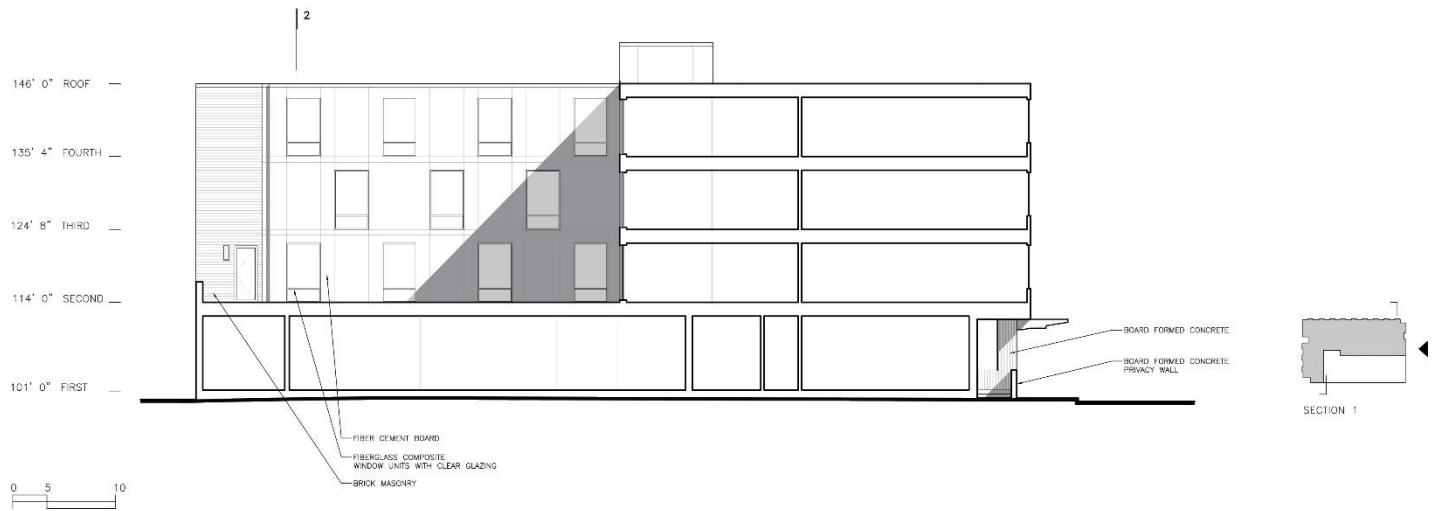 2
146' 0" ROOF
135' 4" FOURTH
124' 8" THIRD
114' 0" SECOND
101' 0" FIRST
BOARD FORMED CONCRETE
BOARD FORMED CONCRETE
PRIVACY WALL
SECTION 1
FIBER CEMENT BOARD
FIBERGLASS COMPOSITE
WINDOW UNITS WITH CLEAR GLAZING
BRICK MASONRY
0 5 10